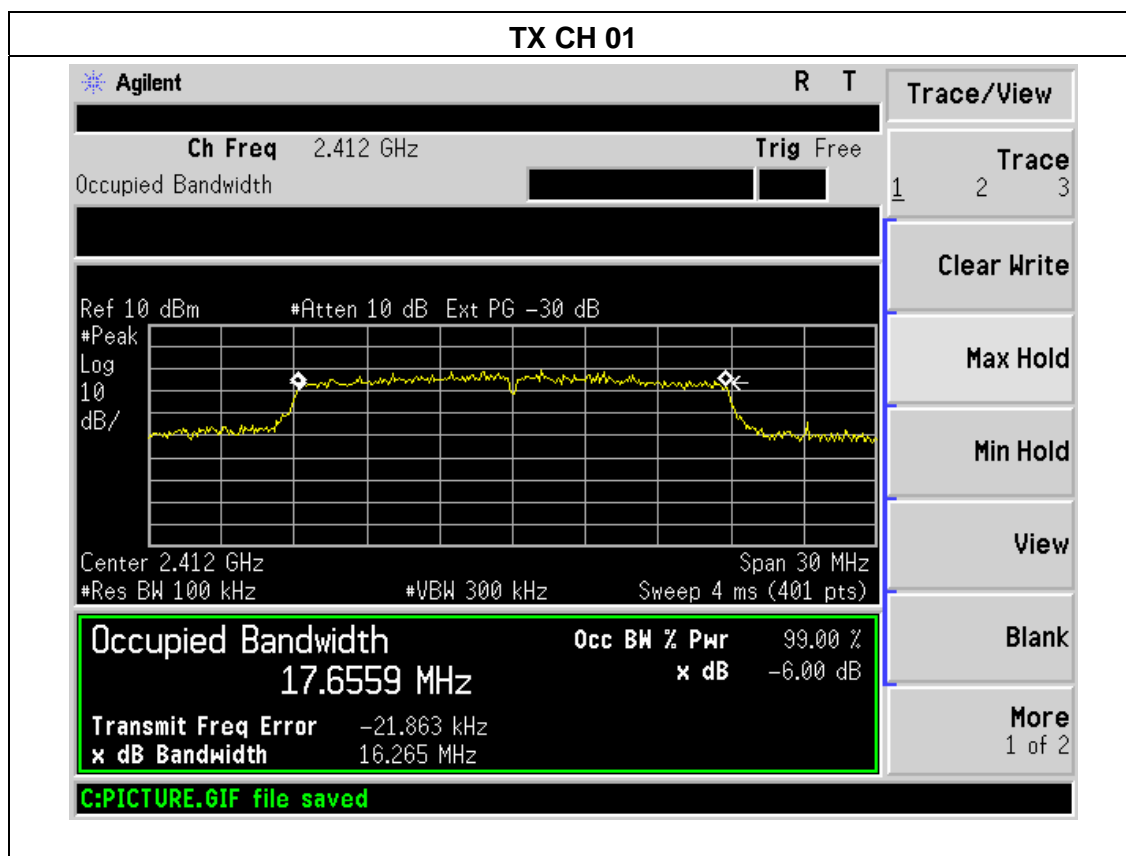 TX CH 01
Agilent R T
Trace/View
Ch Freq 2.412 GHz Trig Free
Occupied Bandwidth
Trace
1 2 3
Clear Write
Ref 10 dBm #Atten 10 dB Ext PG -30 dB
#Peak
Log
10
dB/
Max Hold
Min Hold
View
Center 2.412 GHz Span 30 MHz
#Res BW 100 kHz #VBW 300 kHz Sweep 4 ms (401 pts)
Occupied Bandwidth Occ BW % Pwr 99.00 %
17.6559 MHz x dB -6.00 dB
Blank
Transmit Freq Error -21.863 kHz
x dB Bandwidth 16.265 MHz
More
1 of 2
C:PICTURE.GIF file saved